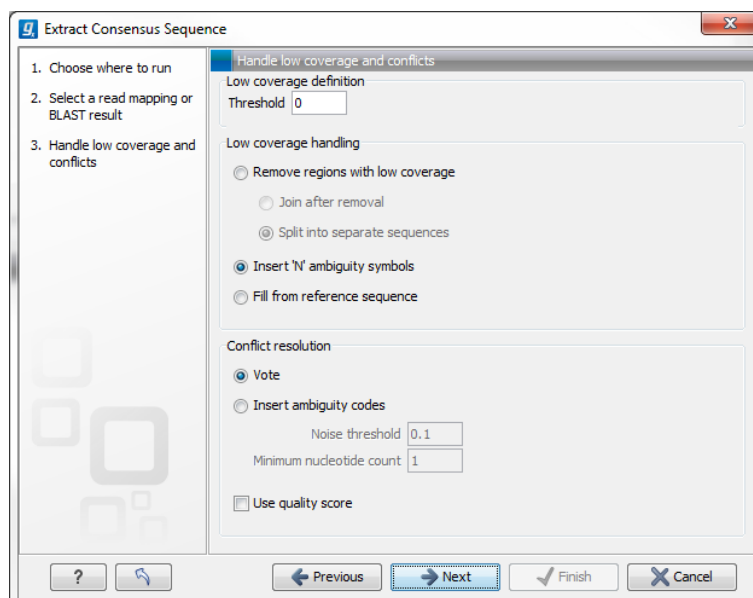 Extract Consensus Sequence
1. Choose where to run
2. Select a read mapping or
BLAST result
3. Handle low coverage and
conflicts
Handle low coverage and conflicts
Low coverage definition
Threshold 0
Low coverage handling
Remove regions with low coverage
Join after removal
Split into separate sequences
Insert 'N' ambiguity symbols
Fill from reference sequence
Conflict resolution
Vote
Insert ambiguity codes
Noise threshold 0.1
Minimum nucleotide count 1
Use quality score
? Previous Next Finish Cancel